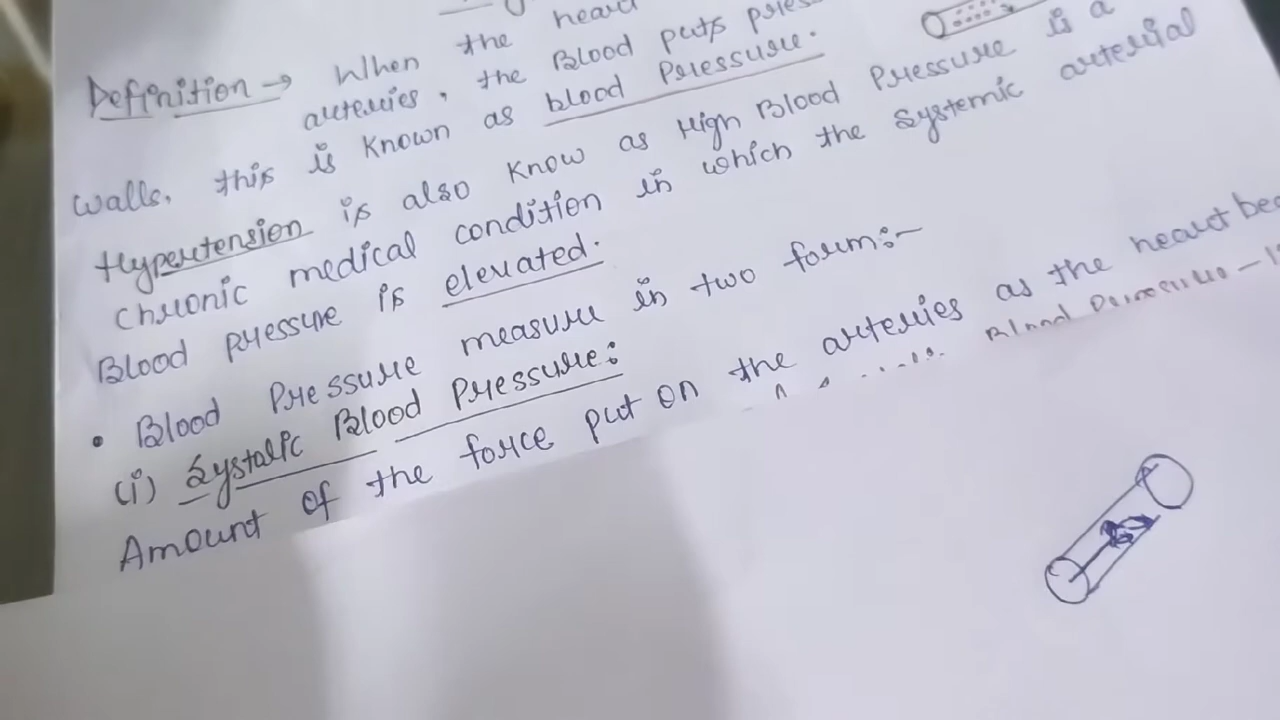 Definition → When the heart
arteries, the Blood puts
walls. this is known as blood Pressure.
Hypertension is also know as High Blood Pressure is a
chronic medical condition in which the systemic arterial
Blood pressure is elevated.
• Blood Pressure measure in two form:-
(i) Systalic Blood Pressure:
Amount of the force put on the arteries as the heart
Blood